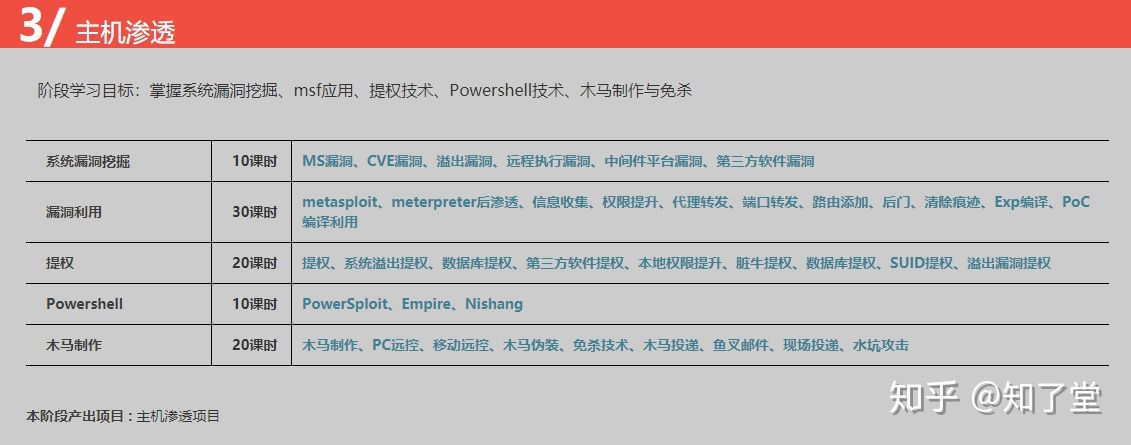 3/ 主机渗透
阶段学习目标：掌握系统漏洞挖掘、msf应用、提权技术、Powershell技术、木马制作与免杀
系统漏洞挖掘 10课时 MS漏洞、CVE漏洞、溢出漏洞、远程执行漏洞、中间件平台漏洞、第三方软件漏洞
漏洞利用 30课时 metasploit、meterpreter后渗透、信息收集、权限提升、代理转发、端口转发、路由添加、后门、清除痕迹、Exp编译、PoC
编译利用
提权 20课时 提权、系统溢出提权、数据库提权、第三方软件提权、本地权限提升、脏牛提权、数据库提权、SUID提权、溢出漏洞提权
Powershell 10课时 PowerSploit、Empire、Nishang
木马制作 20课时 木马制作、PC远控、移动远控、木马伪装、免杀技术、木马投递、鱼叉邮件、现场投递、水坑攻击
本阶段产出项目：主机渗透项目
知乎 @知了堂